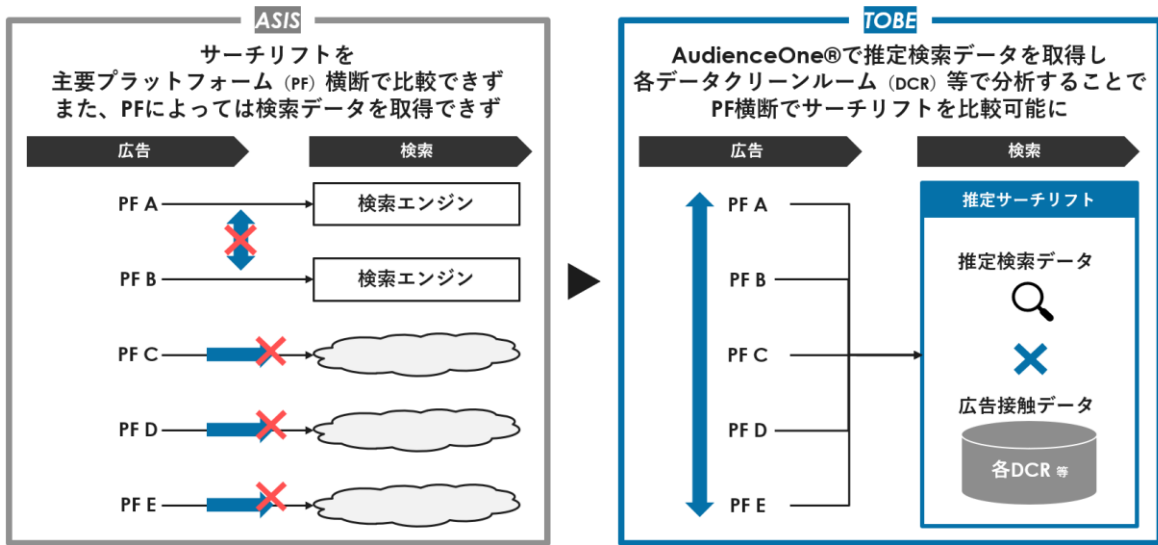 ASIS
サーチリフトを
主要プラットフォーム（PF）横断で比較できず
また、PFによっては検索データを取得できず
広告
検索
PF A
検索エンジン
PF B
検索エンジン
PF C
PF D
PF E
TOBE
AudienceOne®で推定検索データを取得し
各データクリーンルーム（DCR）等で分析することで
PF横断でサーチリフトを比較可能に
広告
検索
PF A
PF B
PF C
PF D
PF E
推定サーチリフト
推定検索データ
広告接触データ
各DCR 等